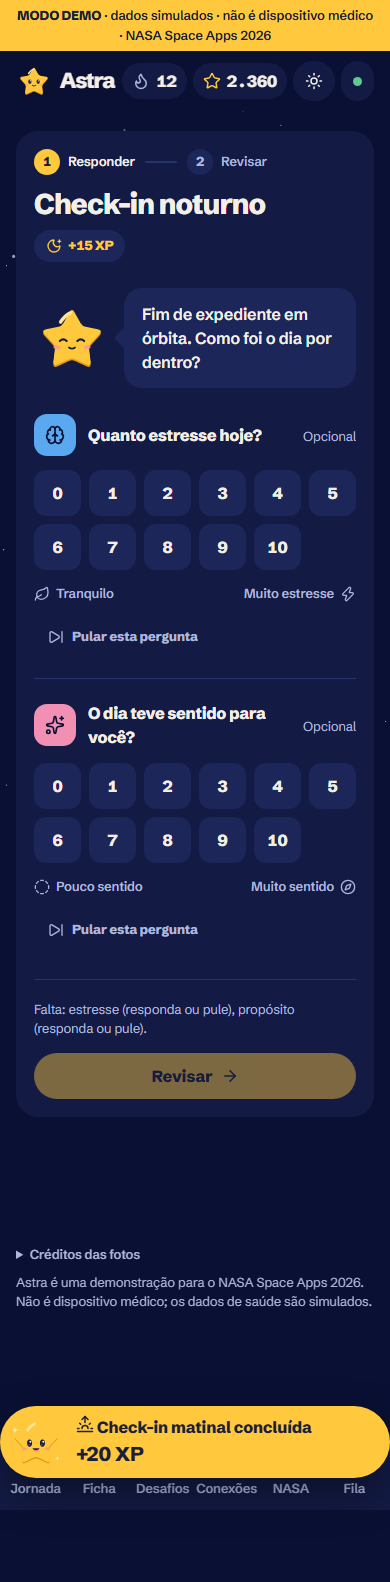 MODO DEMO · dados simulados · não é dispositivo médico
· NASA Space Apps 2026
Astra 12 2.360
1 Responder 2 Revisar
Check-in noturno
+15 XP
Fim de expediente em
órbita. Como foi o dia por
dentro?
Quanto estresse hoje? Opcional
0 1 2 3 4 5
6 7 8 9 10
Tranquilo Muito estresse
Pular esta pergunta
O dia teve sentido para
você?
Opcional
0 1 2 3 4 5
6 7 8 9 10
Pouco sentido Muito sentido
Pular esta pergunta
Falta: estresse (responda ou pule), propósito
(responda ou pule).
Revisar
Créditos das fotos
Astra é uma demonstração para o NASA Space Apps 2026.
Não é dispositivo médico; os dados de saúde são simulados.
Check-in matinal concluída
+20 XP
Jornada Ficha Desafios Conexões NASA Fila